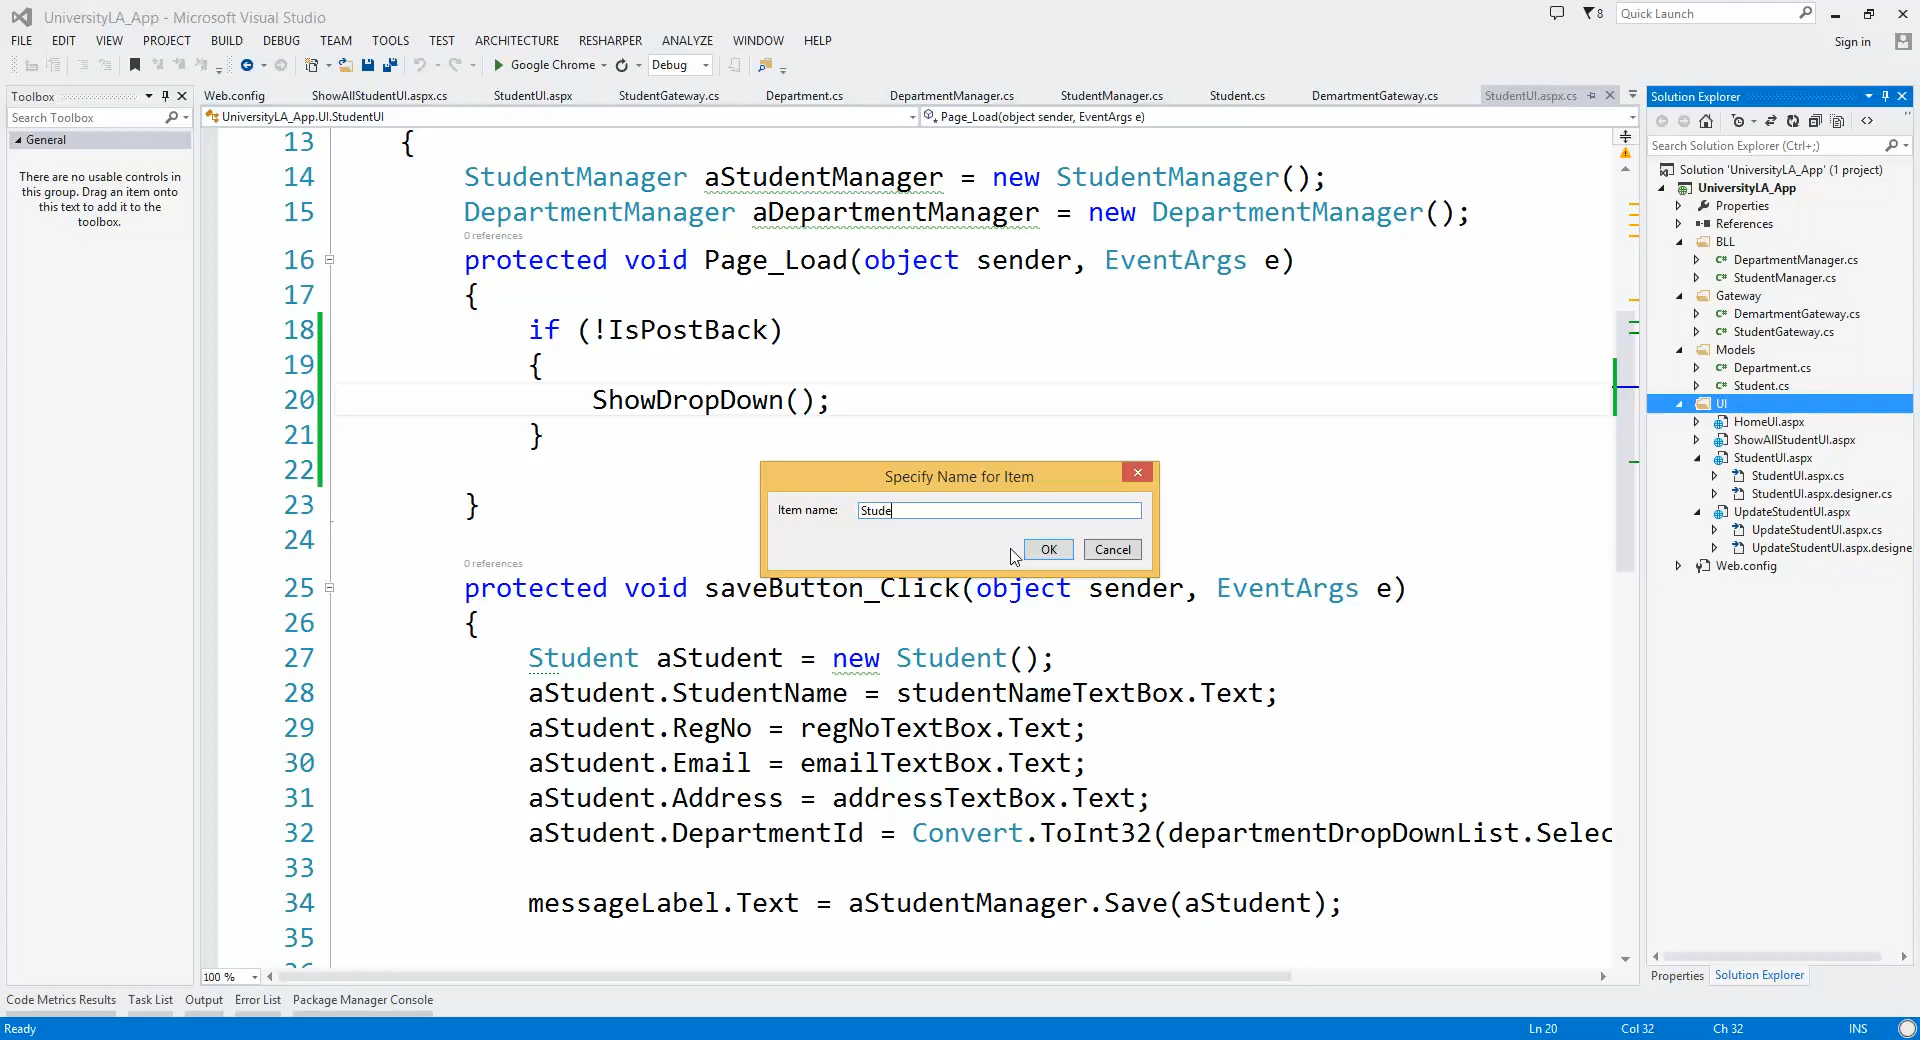 UniversityLA_App - Microsoft Visual Studio
8
Quick Launch
FILE EDIT VIEW PROJECT BUILD DEBUG TEAM TOOLS TEST ARCHITECTURE RESHARPER ANALYZE WINDOW HELP
Sign in
Google Chrome Debug
Toolbox
Search Toolbox
General
There are no usable controls in
this group. Drag an item onto
this text to add it to the
toolbox.
Web.config ShowAllStudentUI.aspx.cs StudentUI.aspx StudentGateway.cs Department.cs DepartmentManager.cs StudentManager.cs Student.cs DemartmentGateway.cs StudentUI.aspx.cs
UniversityLA_App.UI.StudentUI Page_Load(object sender, EventArgs e)
13 {
14 StudentManager aStudentManager = new StudentManager();
15 DepartmentManager aDepartmentManager = new DepartmentManager();
0 references
16 protected void Page_Load(object sender, EventArgs e)
17 {
18 if (!IsPostBack)
19 {
20 ShowDropDown();
21 }
22
23 }
24
0 references
25 protected void saveButton_Click(object sender, EventArgs e)
26 {
27 Student aStudent = new Student();
28 aStudent.StudentName = studentNameTextBox.Text;
29 aStudent.RegNo = regNoTextBox.Text;
30 aStudent.Email = emailTextBox.Text;
31 aStudent.Address = addressTextBox.Text;
32 aStudent.DepartmentId = Convert.ToInt32(departmentDropDownList.Selec
33
34 messageLabel.Text = aStudentManager.Save(aStudent);
35
Specify Name for Item
Item name: Stude
OK Cancel
100 %
Solution Explorer
Search Solution Explorer (Ctrl+;)
Solution 'UniversityLA_App' (1 project)
UniversityLA_App
Properties
References
BLL
DepartmentManager.cs
StudentManager.cs
Gateway
DemartmentGateway.cs
StudentGateway.cs
Models
Department.cs
Student.cs
UI
HomeUI.aspx
ShowAllStudentUI.aspx
StudentUI.aspx
StudentUI.aspx.cs
StudentUI.aspx.designer.cs
UpdateStudentUI.aspx
UpdateStudentUI.aspx.cs
UpdateStudentUI.aspx.designe
Web.config
Properties Solution Explorer
Code Metrics Results Task List Output Error List Package Manager Console
Ready Ln 20 Col 32 Ch 32 INS